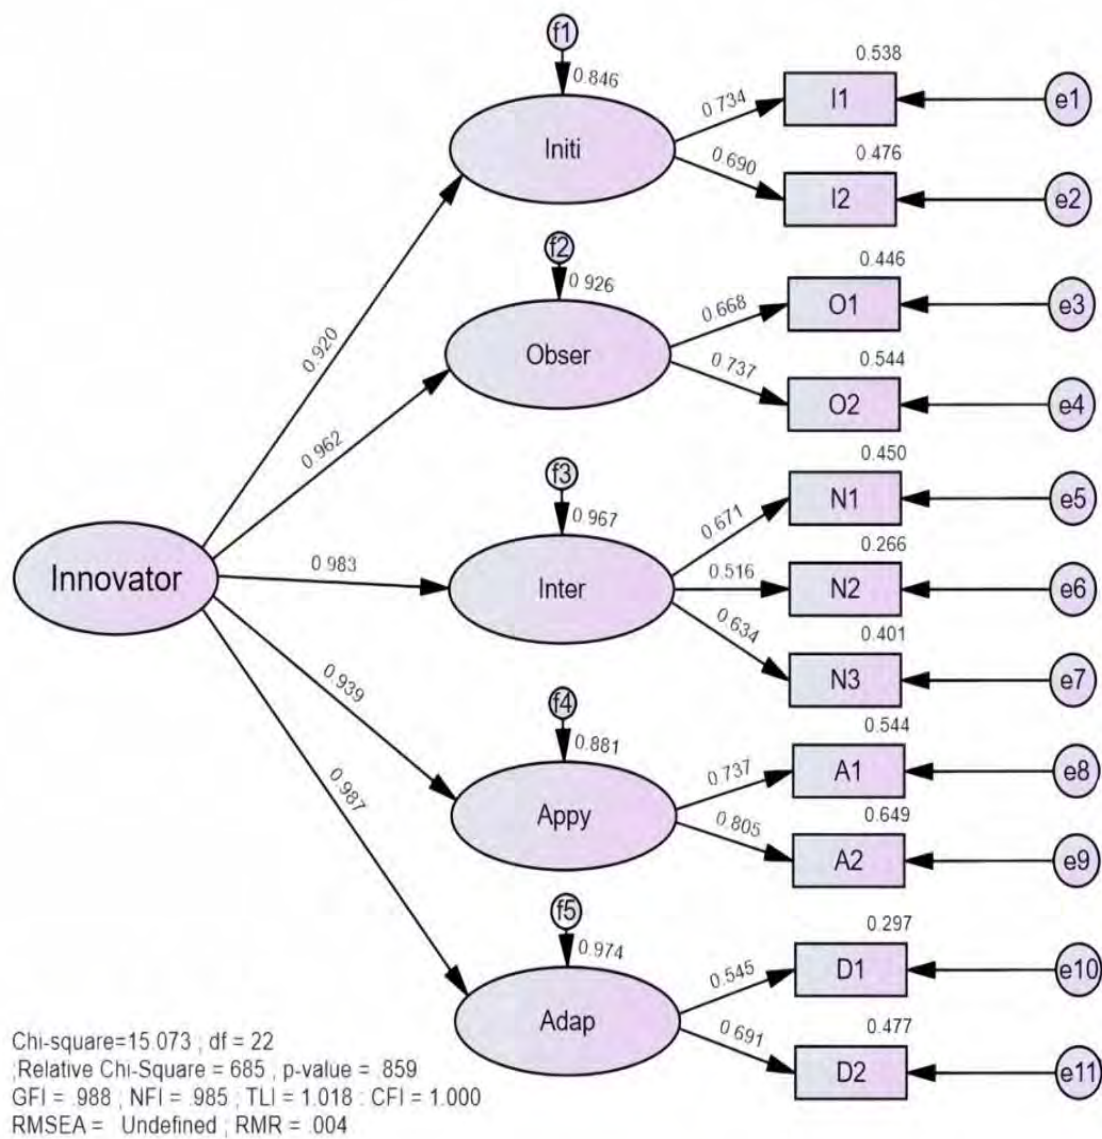 f1
0.846
0.538
Initi
0.734
I1
e1
0.690
0.476
I2
e2
f2
0.926
0.446
0.920
Obser
0.668
O1
e3
0.737
0.544
O2
e4
0.962
f3
0.967
0.450
Innovator
0.983
Inter
0.671
N1
e5
0.516
0.266
N2
e6
0.634
0.401
N3
e7
0.939
f4
0.881
0.544
Appy
0.737
A1
e8
0.805
0.649
A2
e9
0.987
f5
0.974
0.297
Adap
0.545
D1
e10
0.691
0.477
D2
e11
Chi-square=15.073 ; df = 22
;Relative Chi-Square = 685 ; p-value = .859
GFI = .988 ; NFI = .985 ; TLI = 1.018 : CFI = 1.000
RMSEA = Undefined ; RMR = .004